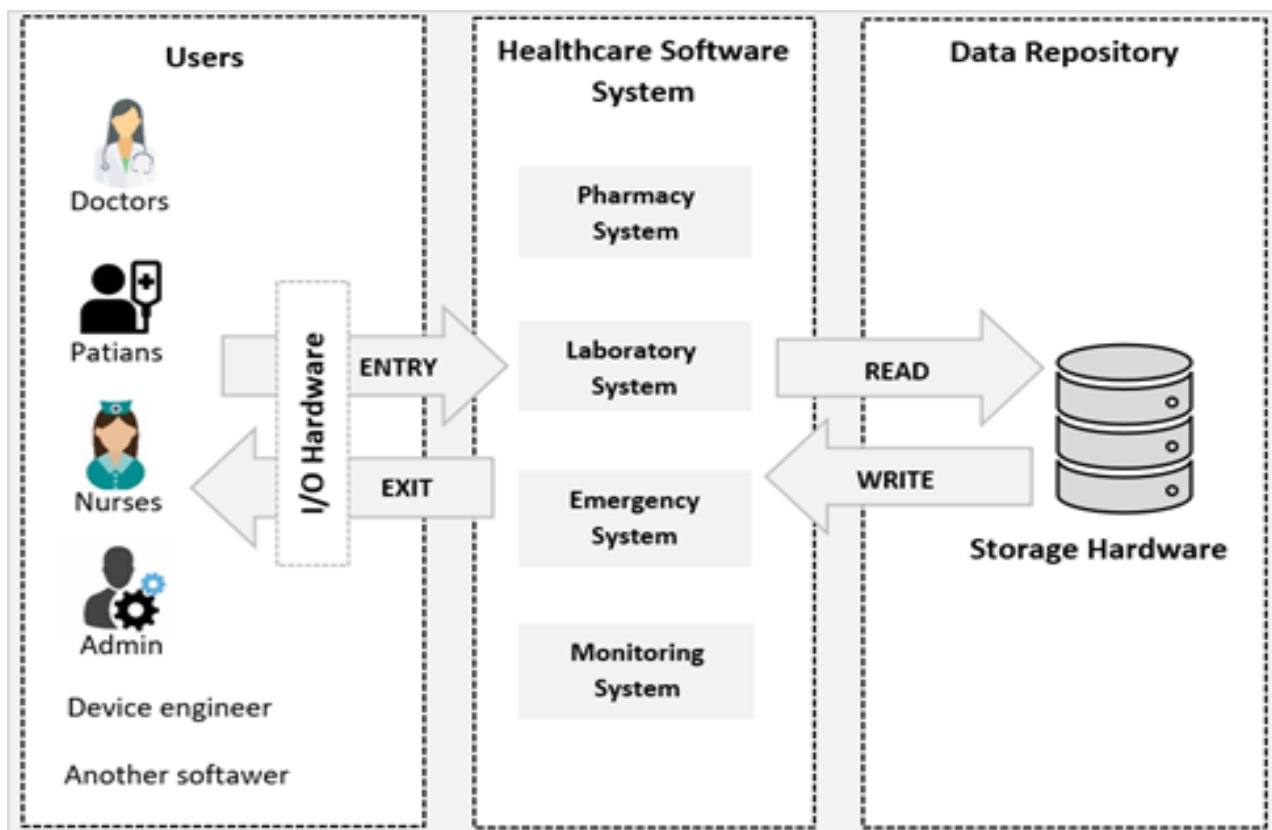 Users
Doctors
Patians
Nurses
Admin
Device engineer
Another softawer
I/O Hardware
ENTRY
EXIT
Healthcare Software
System
Pharmacy
System
Laboratory
System
Emergency
System
Monitoring
System
READ
WRITE
Data Repository
Storage Hardware